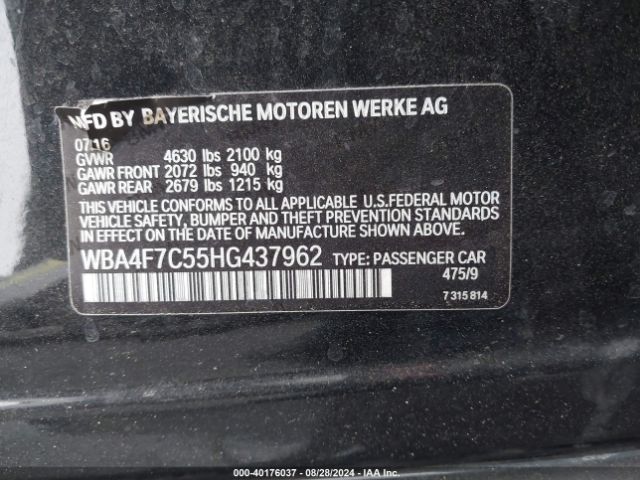 MFD BY BAYERISCHE MOTOREN WERKE AG
07/16
GVWR 4630 lbs 2100 kg
GAWR FRONT 2072 lbs 940 kg
GAWR REAR 2679 lbs 1215 kg
THIS VEHICLE CONFORMS TO ALL APPLICABLE U.S.FEDERAL MOTOR
VEHICLE SAFETY, BUMPER AND THEFT PREVENTION STANDARDS
IN EFFECT ON THE DATE OF MANUFACTURE SHOWN ABOVE.
WBA4F7C55HG437962 TYPE: PASSENGER CAR
475/9
7 315 814
000-40176037 - 08/28/2024 - IAA Inc.